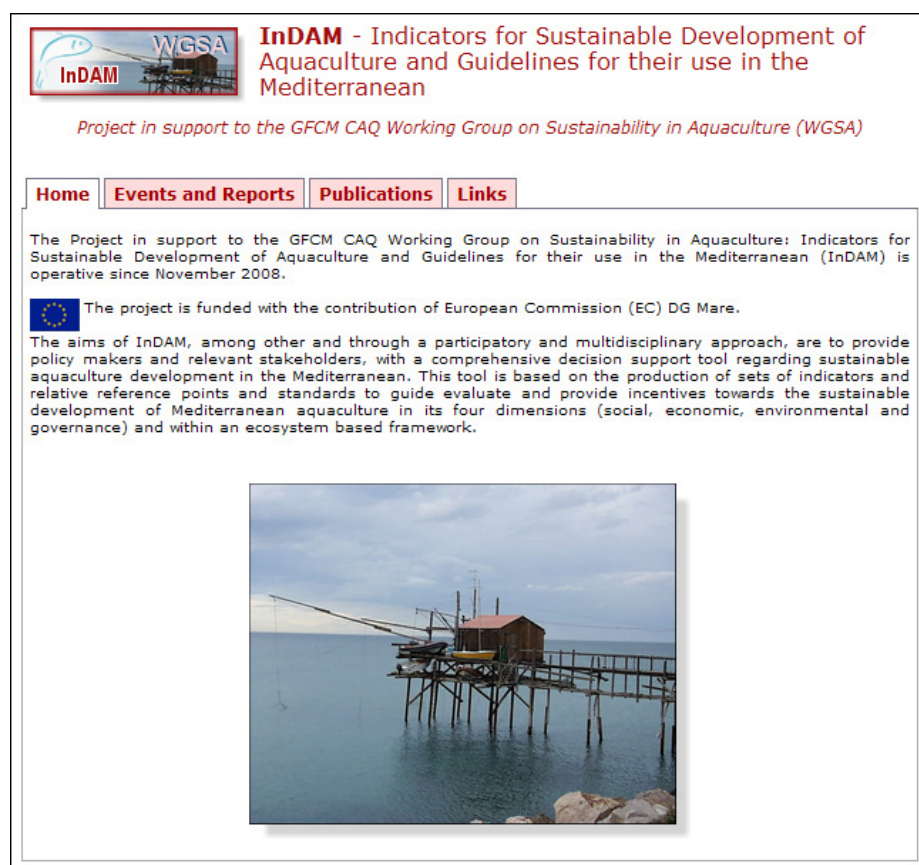 WGSA
InDAM
InDAM - Indicators for Sustainable Development of
Aquaculture and Guidelines for their use in the
Mediterranean
Project in support to the GFCM CAQ Working Group on Sustainability in Aquaculture (WGSA)
Home Events and Reports Publications Links
The Project in support to the GFCM CAQ Working Group on Sustainability in Aquaculture: Indicators for
Sustainable Development of Aquaculture and Guidelines for their use in the Mediterranean (InDAM) is
operative since November 2008.
The project is funded with the contribution of European Commission (EC) DG Mare.
The aims of InDAM, among other and through a participatory and multidisciplinary approach, are to provide
policy makers and relevant stakeholders, with a comprehensive decision support tool regarding sustainable
aquaculture development in the Mediterranean. This tool is based on the production of sets of indicators and
relative reference points and standards to guide evaluate and provide incentives towards the sustainable
development of Mediterranean aquaculture in its four dimensions (social, economic, environmental and
governance) and within an ecosystem based framework.